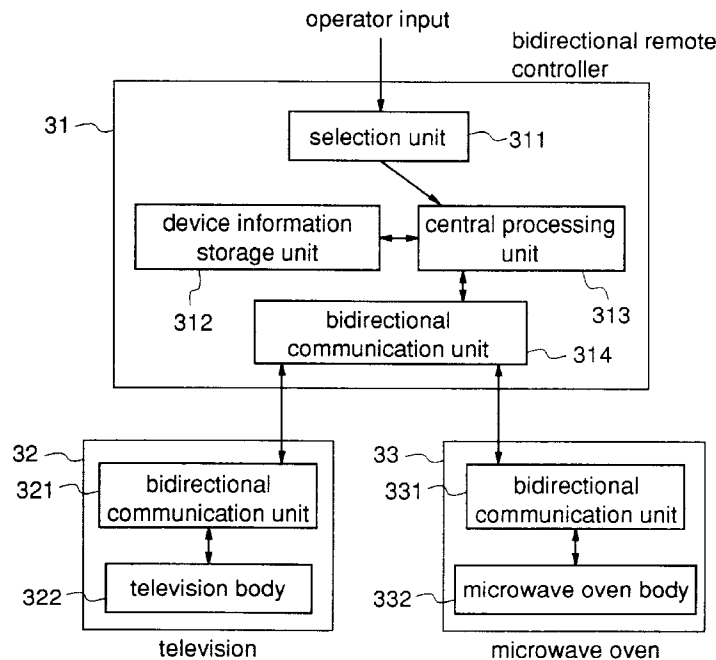 operator input
bidirectional remote
controller
31
selection unit
311
device information
storage unit
312
central processing
unit
313
bidirectional
communication unit
314
32
321
bidirectional
communication unit
322
television body
television
33
331
bidirectional
communication unit
332
microwave oven body
microwave oven